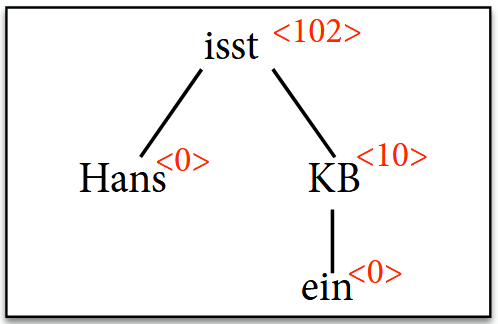 isst <102>
Hans <0> KB <10>
ein <0>